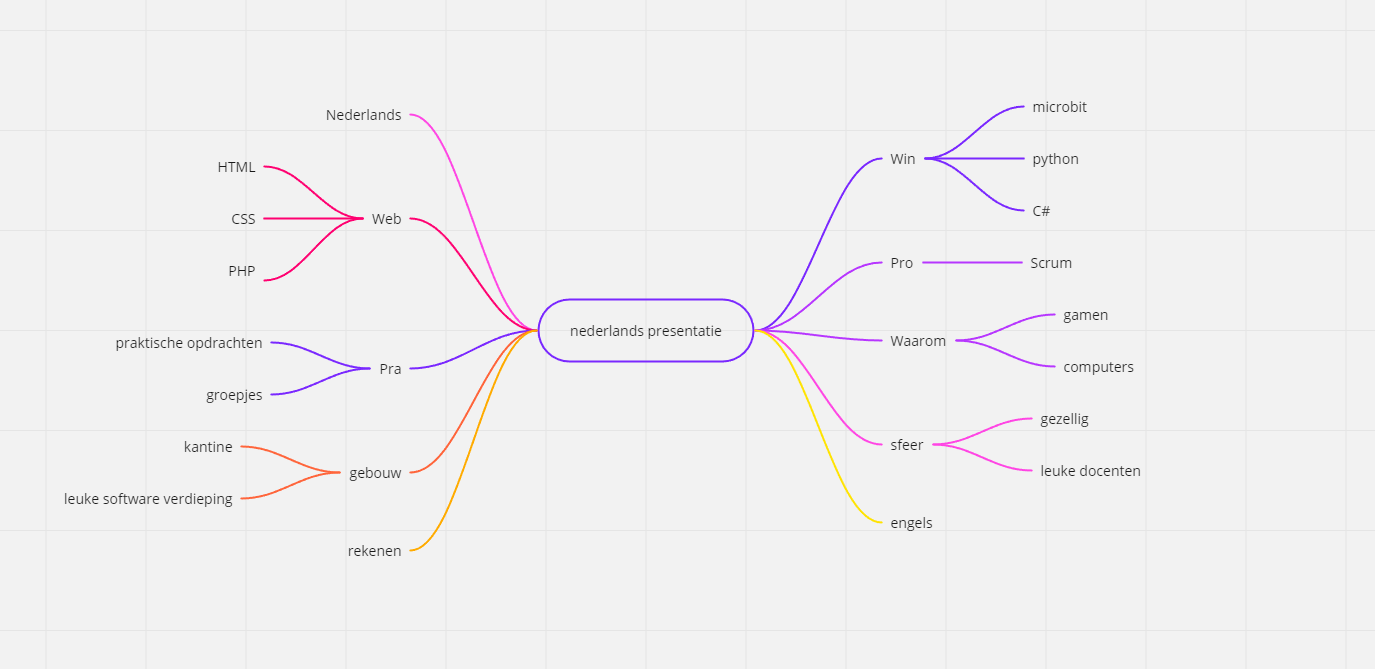 nederlands presentatie
Nederlands
Web
HTML
CSS
PHP
Pra
praktische opdrachten
groepjes
gebouw
kantine
leuke software verdieping
rekenen
Win
microbit
python
C#
Pro
Scrum
Waarom
gamen
computers
sfeer
gezellig
leuke docenten
engels